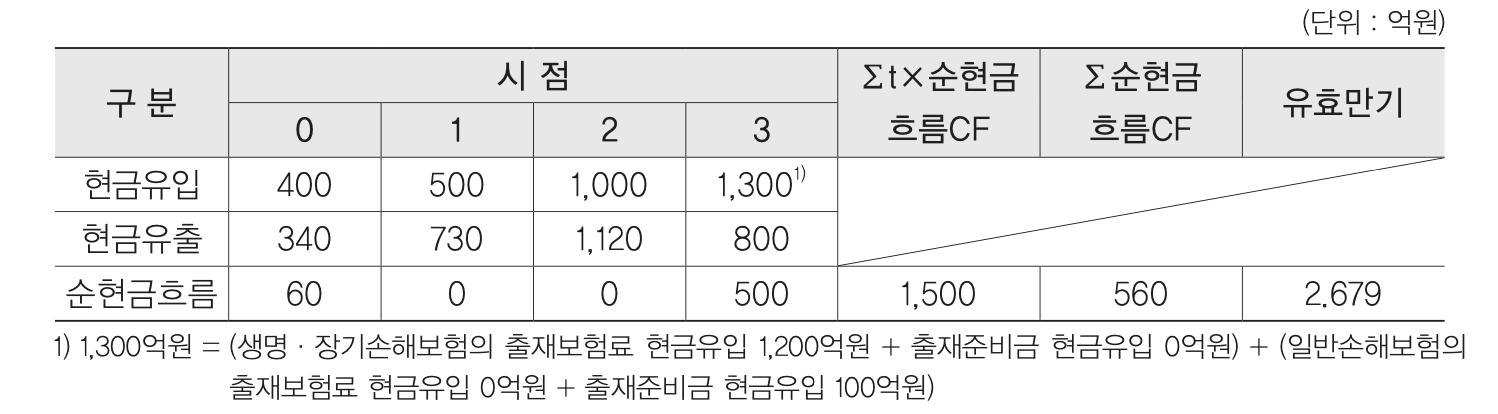 (단위 : 억원)
구 분 시 점 Σt×순현금흐름CF Σ순현금흐름CF 유효만기
0 1 2 3
현금유입 400 500 1,000 1,300¹⁾
현금유출 340 730 1,120 800
순현금흐름 60 0 0 500 1,500 560 2.679
1) 1,300억원 = (생명 · 장기손해보험의 출재보험료 현금유입 1,200억원 + 출재준비금 현금유입 0억원) + (일반손해보험의
출재보험료 현금유입 0억원 + 출재준비금 현금유입 100억원)